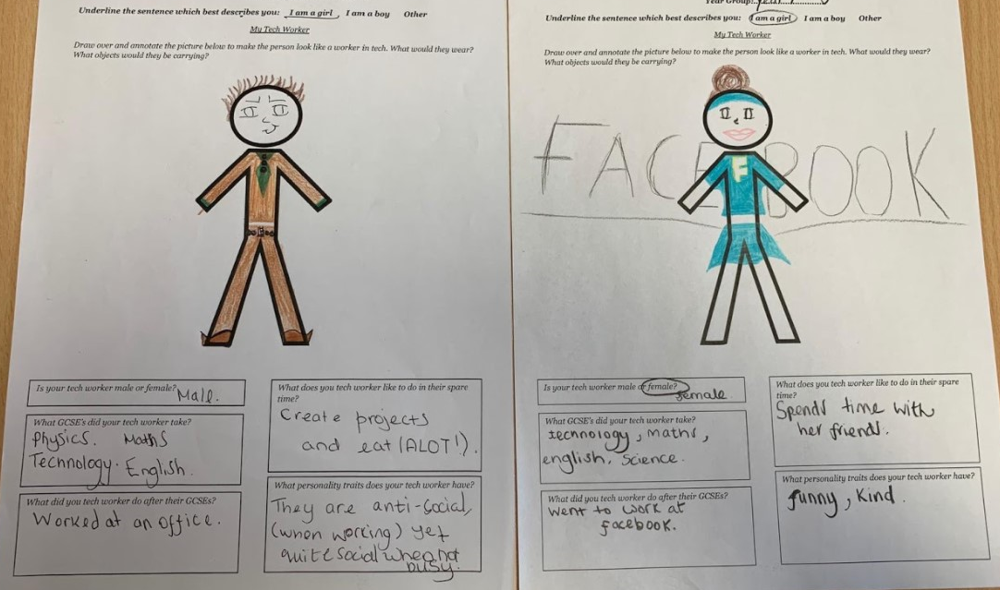 Underline the sentence which best describes you: I am a girl I am a boy Other
My Tech Worker
Draw over and annotate the picture below to make the person look like a worker in tech. What would they wear?
What objects would they be carrying?
Is your tech worker male or female?
Male.
What GCSE's did your tech worker take?
Physics. Maths
Technology. English.
What did you tech worker do after their GCSEs?
Worked at an office.
What does you tech worker like to do in their spare
time?
Create projects
and eat (ALOT!).
What personality traits does your tech worker have?
They are anti-social,
(when working) yet
quite social when not
busy.
Year Group:
Underline the sentence which best describes you: I am a girl I am a boy Other
My Tech Worker
Draw over and annotate the picture below to make the person look like a worker in tech. What would they wear?
What objects would they be carrying?
FACEBOOK
F
Is your tech worker male or female?
female
What GCSE's did your tech worker take?
technology, maths,
english, science.
What did you tech worker do after their GCSEs?
Went to work at
facebook.
What does you tech worker like to do in their spare
time?
Spends time with
her friends.
What personality traits does your tech worker have?
funny, kind.